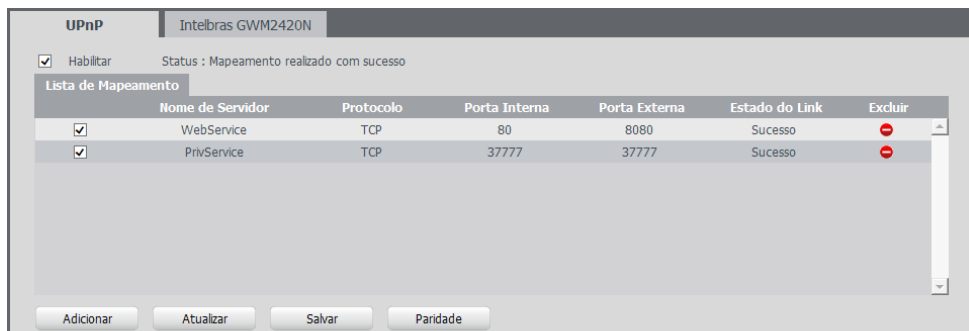 UPnP Intelbras GWM2420N
Habilitar Status : Mapeamento realizado com sucesso
Lista de Mapeamento
Nome de Servidor Protocolo Porta Interna Porta Externa Estado do Link Excluir
WebService TCP 80 8080 Sucesso
PrivService TCP 37777 37777 Sucesso
Adicionar Atualizar Salvar Paridade